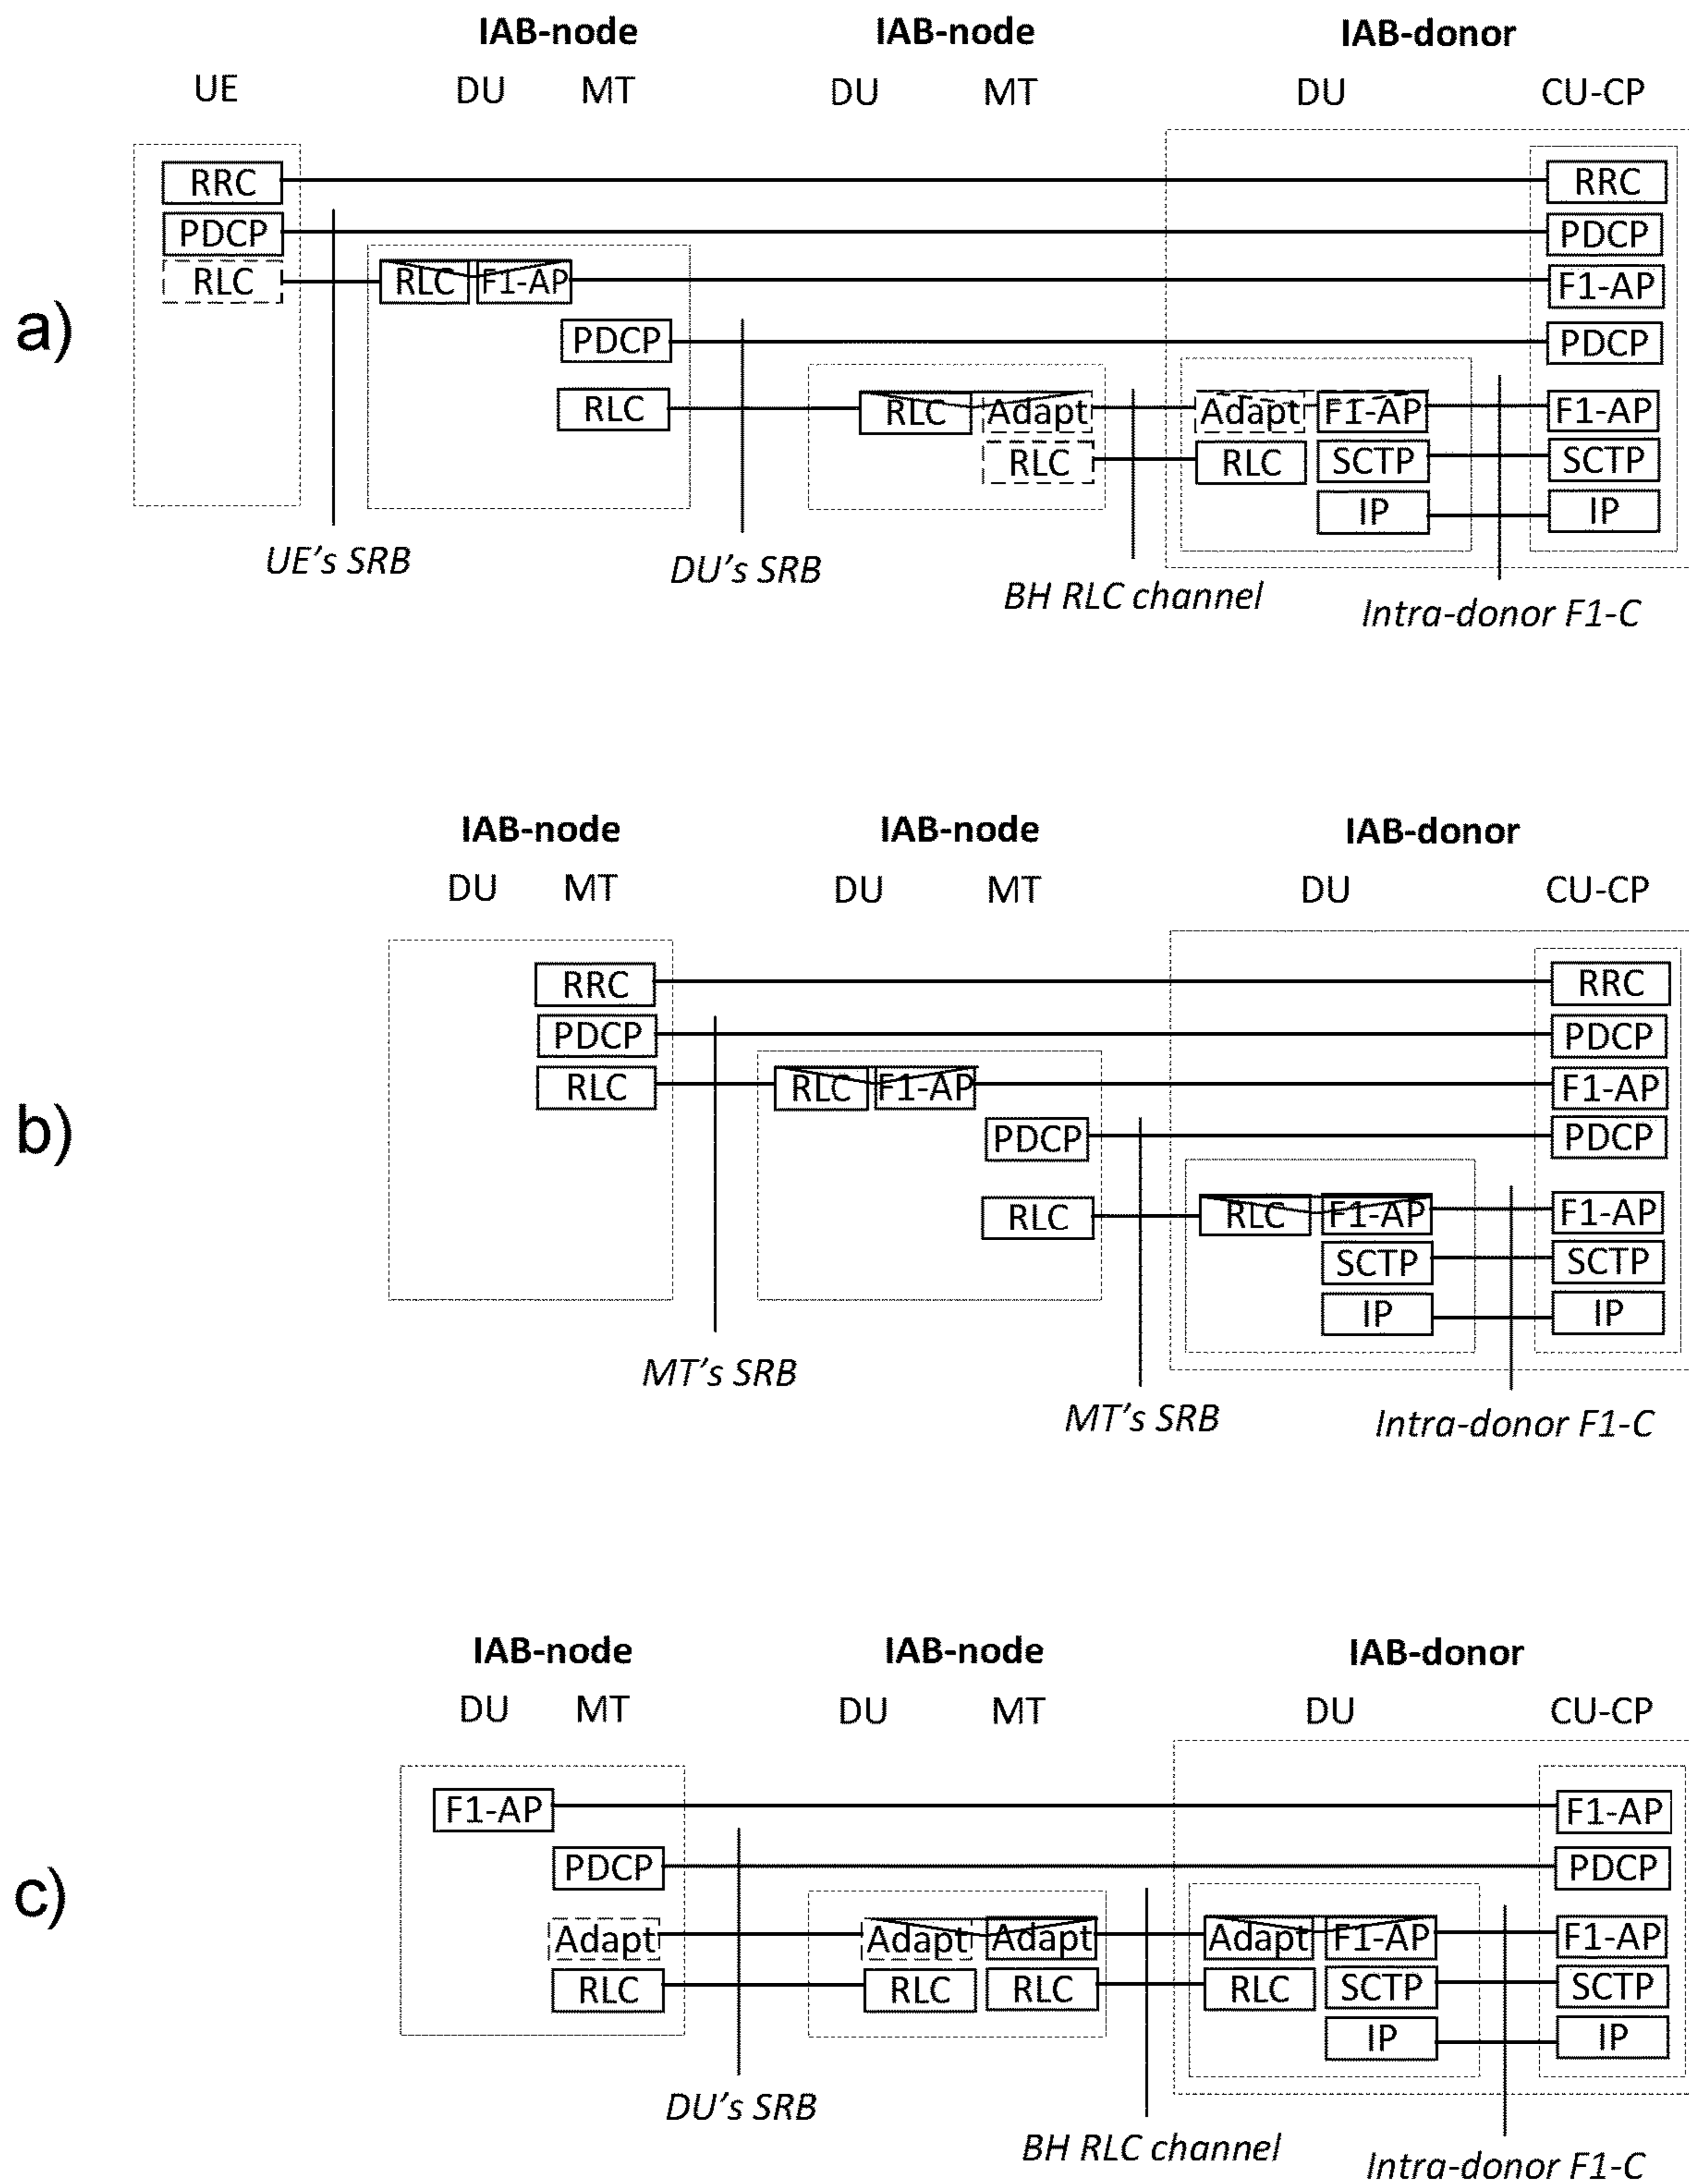 IAB-node IAB-node IAB-donor
UE DU MT DU MT DU CU-CP
RRC RRC
PDCP PDCP
RLC RLC F1-AP F1-AP
a)
PDCP PDCP
RLC RLC Adapt Adapt F1-AP F1-AP
RLC RLC SCTP SCTP
IP IP
UE's SRB DU's SRB BH RLC channel Intra-donor F1-C
IAB-node IAB-node IAB-donor
DU MT DU MT DU CU-CP
RRC RRC
PDCP PDCP
RLC RLC F1-AP F1-AP
b)
PDCP PDCP
RLC RLC F1-AP F1-AP
SCTP SCTP
IP IP
MT's SRB MT's SRB Intra-donor F1-C
IAB-node IAB-node IAB-donor
DU MT DU MT DU CU-CP
F1-AP F1-AP
PDCP PDCP
c)
Adapt Adapt Adapt Adapt F1-AP F1-AP
RLC RLC RLC RLC SCTP SCTP
IP IP
DU's SRB BH RLC channel Intra-donor F1-C